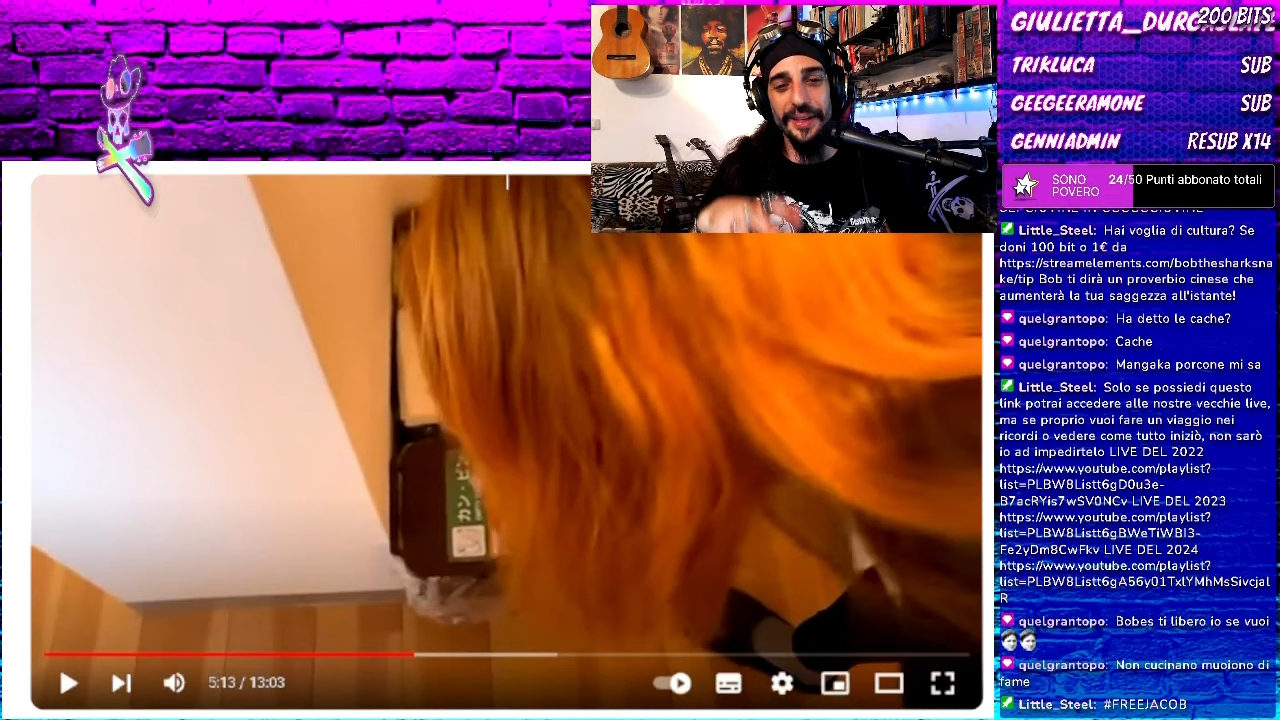 GIULIETTA_DURCASLATE 200 BITS
TRIKLUCA SUB
GEEGEERAMONE SUB
GENNIADMIN RESUB X14
SONO POVERO 24/50 Punti abbonato totali
Little_Steel: Hai voglia di cultura? Se
doni 100 bit o 1€ da
https://streamelements.com/bobthesharksna
ke/tip Bob ti dirà un proverbio cinese che
aumenterà la tua saggezza all'istante!
quelgrantopo: Ha detto le cache?
quelgrantopo: Cache
quelgrantopo: Mangaka porcone mi sa
Little_Steel: Solo se possiedi questo
link potrai accedere alle nostre vecchie live,
ma se proprio vuoi fare un viaggio nei
ricordi o vedere come tutto iniziò, non sarò
io ad impedirtelo LIVE DEL 2022
https://www.youtube.com/playlist?
list=PLBW8Listt6gD0u3e-
B7acRYis7wSV0NCv LIVE DEL 2023
https://www.youtube.com/playlist?
list=PLBW8Listt6gBWeTiWBI3-
Fe2yDm8CwFkv LIVE DEL 2024
https://www.youtube.com/playlist?
list=PLBW8Listt6gA56y01TxlYMhMsSivcjal
R
quelgrantopo: Bobes ti libero io se vuoi
quelgrantopo: Non cucinano muoiono di
fame
Little_Steel: #FREEJACOB
カン・ビ
5:13 / 13:03